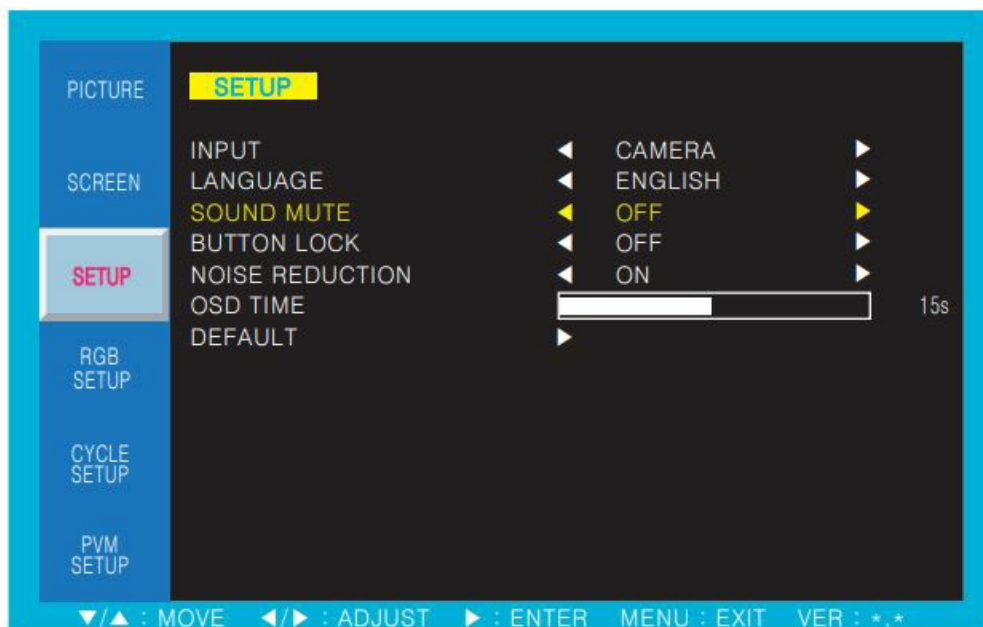 PICTURE
SCREEN
SETUP
RGB
SETUP
CYCLE
SETUP
PVM
SETUP
SETUP
INPUT ◀ CAMERA ▶
LANGUAGE ◀ ENGLISH ▶
SOUND MUTE ◀ OFF ▶
BUTTON LOCK ◀ OFF ▶
NOISE REDUCTION ◀ ON ▶
OSD TIME 15s
DEFAULT ▶
▼/▲ : MOVE ◀/▶ : ADJUST ▶ : ENTER MENU : EXIT VER : *.*